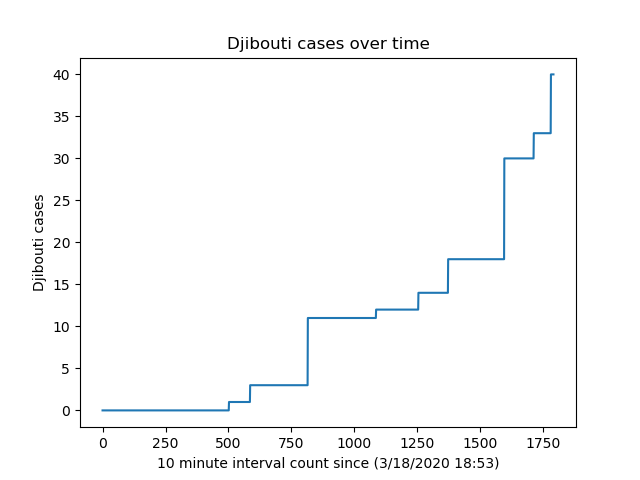 Djibouti cases over time
40
35
30
25
20
15
10
5
0
Djibouti cases
0 250 500 750 1000 1250 1500 1750
10 minute interval count since (3/18/2020 18:53)